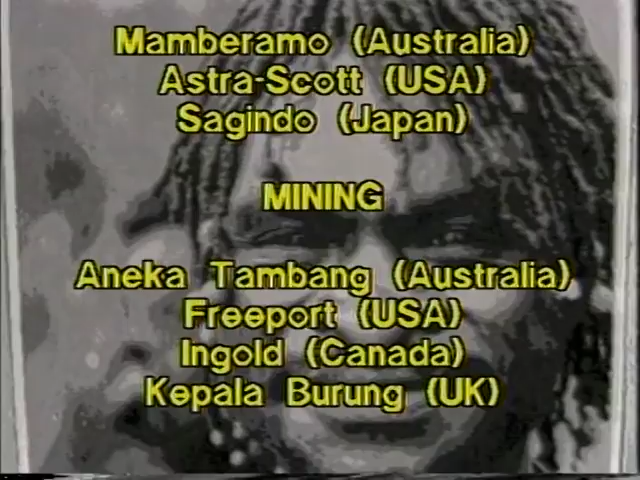 Mamberamo (Australia)
Astra-Scott (USA)
Sagindo (Japan)
MINING
Aneka Tambang (Australia)
Freeport (USA)
Ingold (Canada)
Kepala Burung (UK)